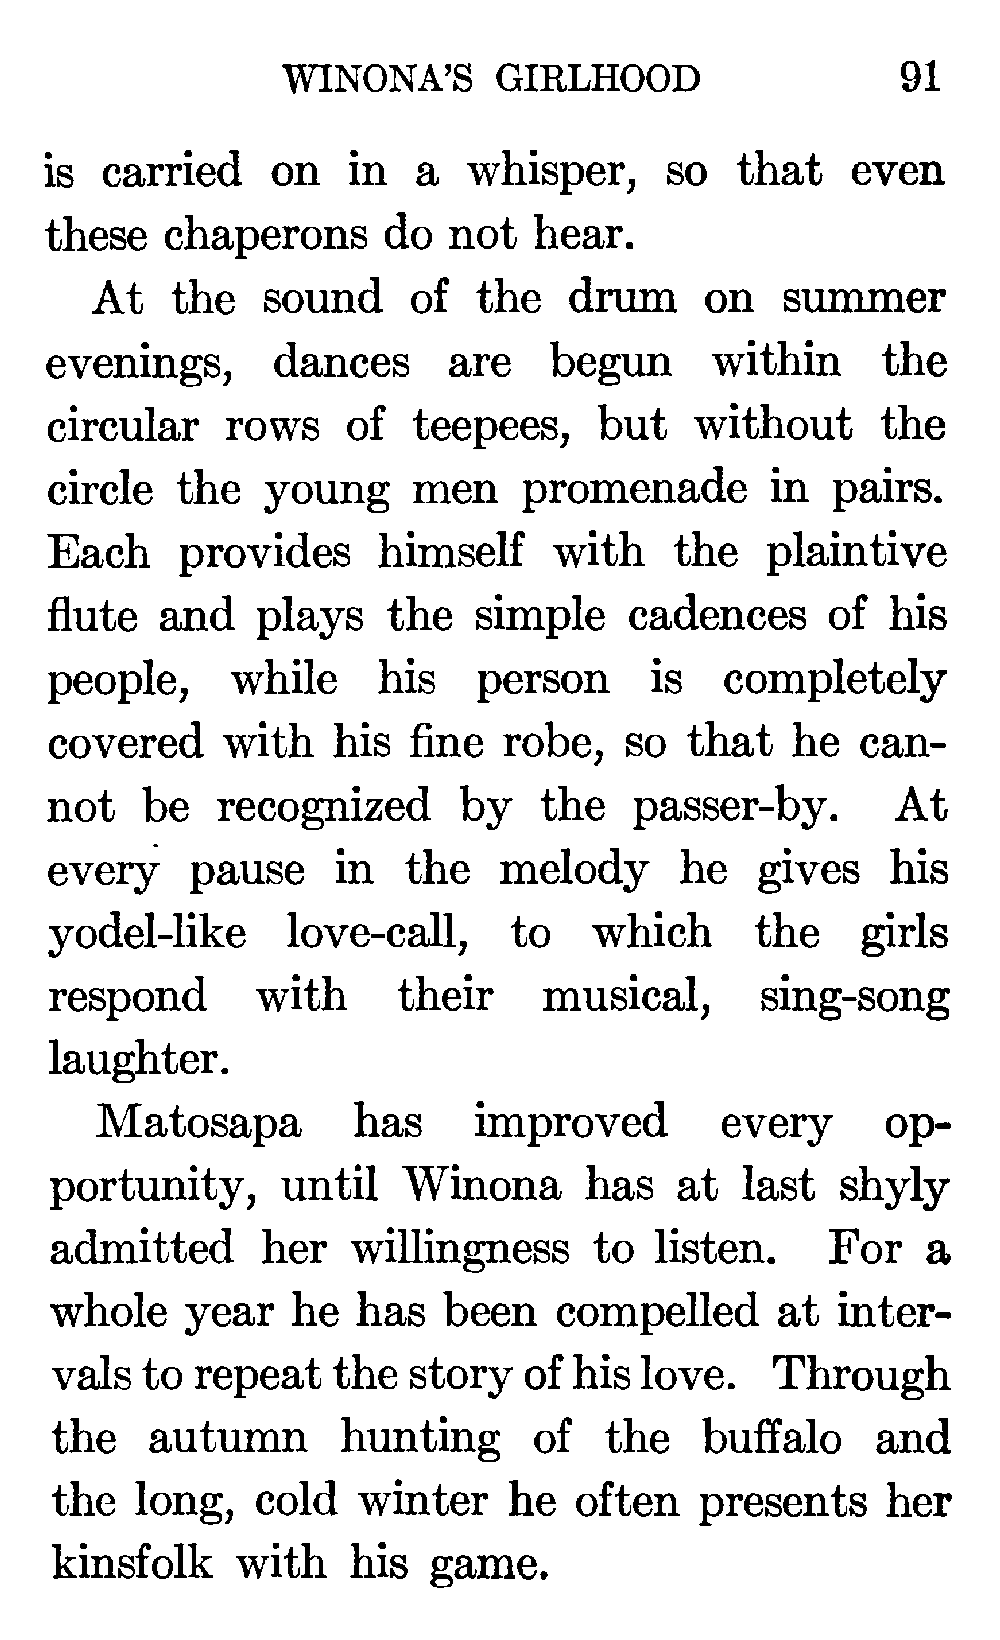 WINONA'S GIRLHOOD 91
is carried on in a whisper, so that even
these chaperons do not hear.
At the sound of the drum on summer
evenings, dances are begun within the
circular rows of teepees, but without the
circle the young men promenade in pairs.
Each provides himself with the plaintive
flute and plays the simple cadences of his
people, while his person is completely
covered with his fine robe, so that he can-
not be recognized by the passer-by. At
every pause in the melody he gives his
yodel-like love-call, to which the girls
respond with their musical, sing-song
laughter.
Matosapa has improved every op-
portunity, until Winona has at last shyly
admitted her willingness to listen. For a
whole year he has been compelled at inter-
vals to repeat the story of his love. Through
the autumn hunting of the buffalo and
the long, cold winter he often presents her
kinsfolk with his game.